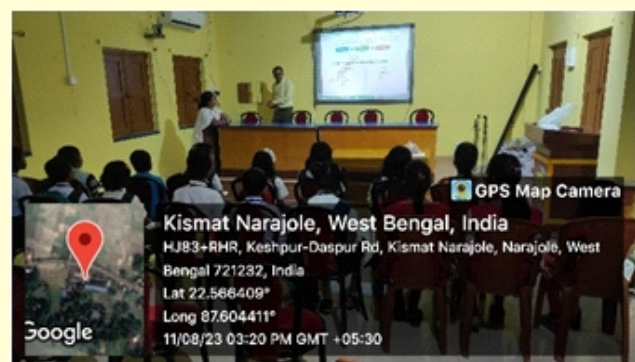 GPS Map Camera
Kismat Narajole, West Bengal, India
HJ83+RHR, Keshpur-Daspur Rd, Kismat Narajole, Narajole, West
Bengal 721232, India
Lat 22.566409°
Long 87.604411°
11/08/23 03:20 PM GMT +05:30
Google